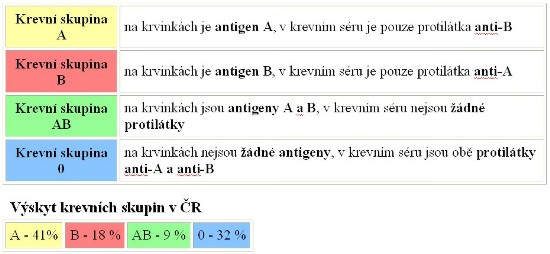 Krevní skupina
A
na krvinkách je antigen A, v krevním séru je pouze protilátka anti-B
Krevní skupina
B
na krvinkách je antigen B, v krevním séru je pouze protilátka anti-A
Krevní skupina
AB
na krvinkách jsou antigeny A a B, v krevním séru nejsou žádné
protilátky
Krevní skupina
0
na krvinkách nejsou žádné antigeny, v krevním séru jsou obě protilátky
anti-A a anti-B
Výskyt krevních skupin v ČR
A - 41% B - 18 % AB - 9 % 0 - 32 %